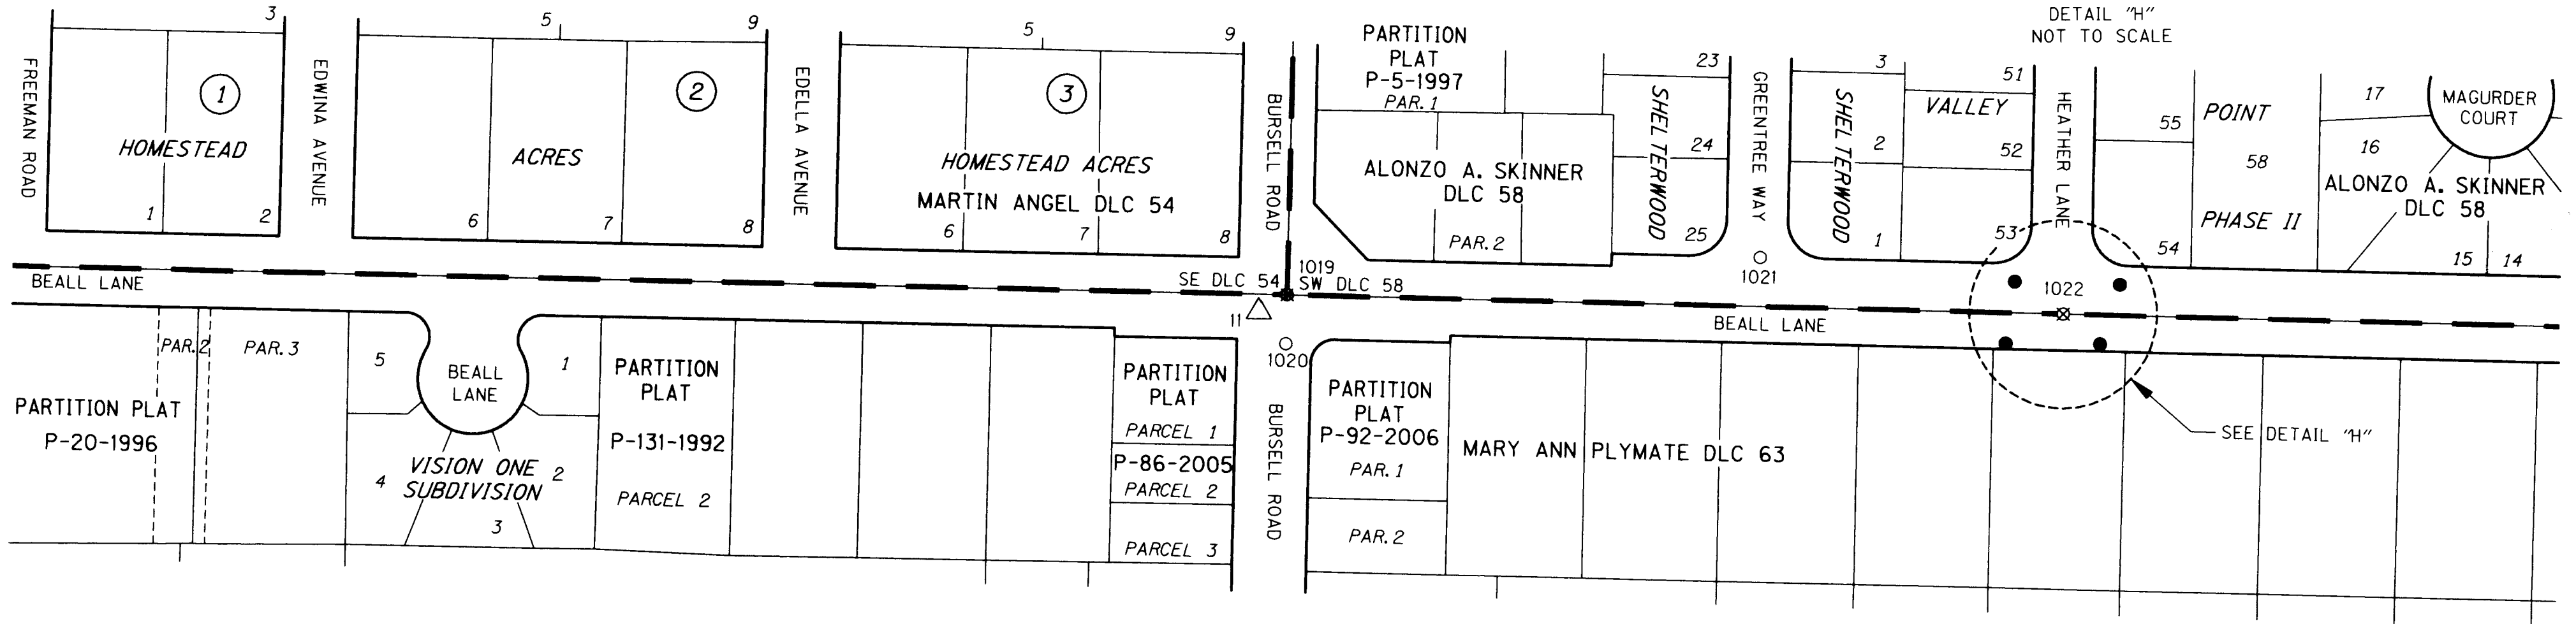 DETAIL "H"
NOT TO SCALE
FREEMAN ROAD
3
1
HOMESTEAD
1
2
EDWINA AVENUE
5
9
2
ACRES
6
7
8
EDELLA AVENUE
5
9
3
HOMESTEAD ACRES
MARTIN ANGEL DLC 54
6
7
8
BURSELL ROAD
PARTITION
PLAT
P-5-1997
PAR. 1
ALONZO A. SKINNER
DLC 58
PAR. 2
23
SHELTERWOOD
24
25
GREENTREE WAY
1021
3
SHELTERWOOD
2
1
51
VALLEY
52
53
HEATHER LANE
55
54
POINT
58
PHASE II
17
16
MAGURDER
COURT
ALONZO A. SKINNER
DLC 58
15
14
BEALL LANE
SE DLC 54
1019
SW DLC 58
11
1020
BEALL LANE
1022
SEE DETAIL "H"
PAR. 2
PAR. 3
PARTITION PLAT
P-20-1996
5
BEALL
LANE
1
4
VISION ONE
SUBDIVISION
2
3
PARTITION
PLAT
P-131-1992
PARCEL 2
PARTITION
PLAT
PARCEL 1
P-86-2005
PARCEL 2
PARCEL 3
BURSELL ROAD
PARTITION
PLAT
P-92-2006
PAR. 1
PAR. 2
MARY ANN PLYMATE DLC 63